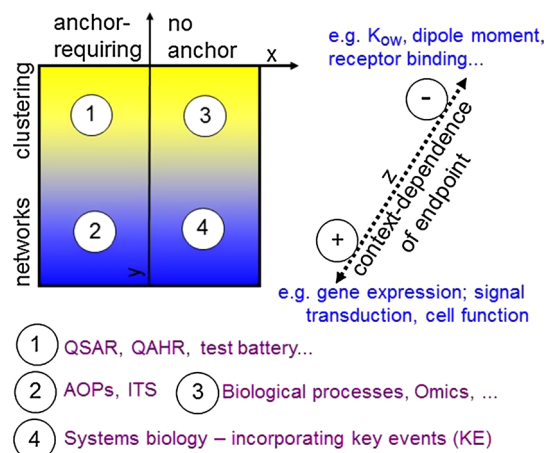 anchor-
requiring
no
anchor
x
e.g. KOW, dipole moment,
receptor binding...
clustering
1
3
-
z
context-dependence
of endpoint
networks
2
4
y
+
e.g. gene expression; signal
transduction, cell function
1 QSAR, QAHR, test battery...
2 AOPs, ITS 3 Biological processes, Omics, ...
4 Systems biology – incorporating key events (KE)